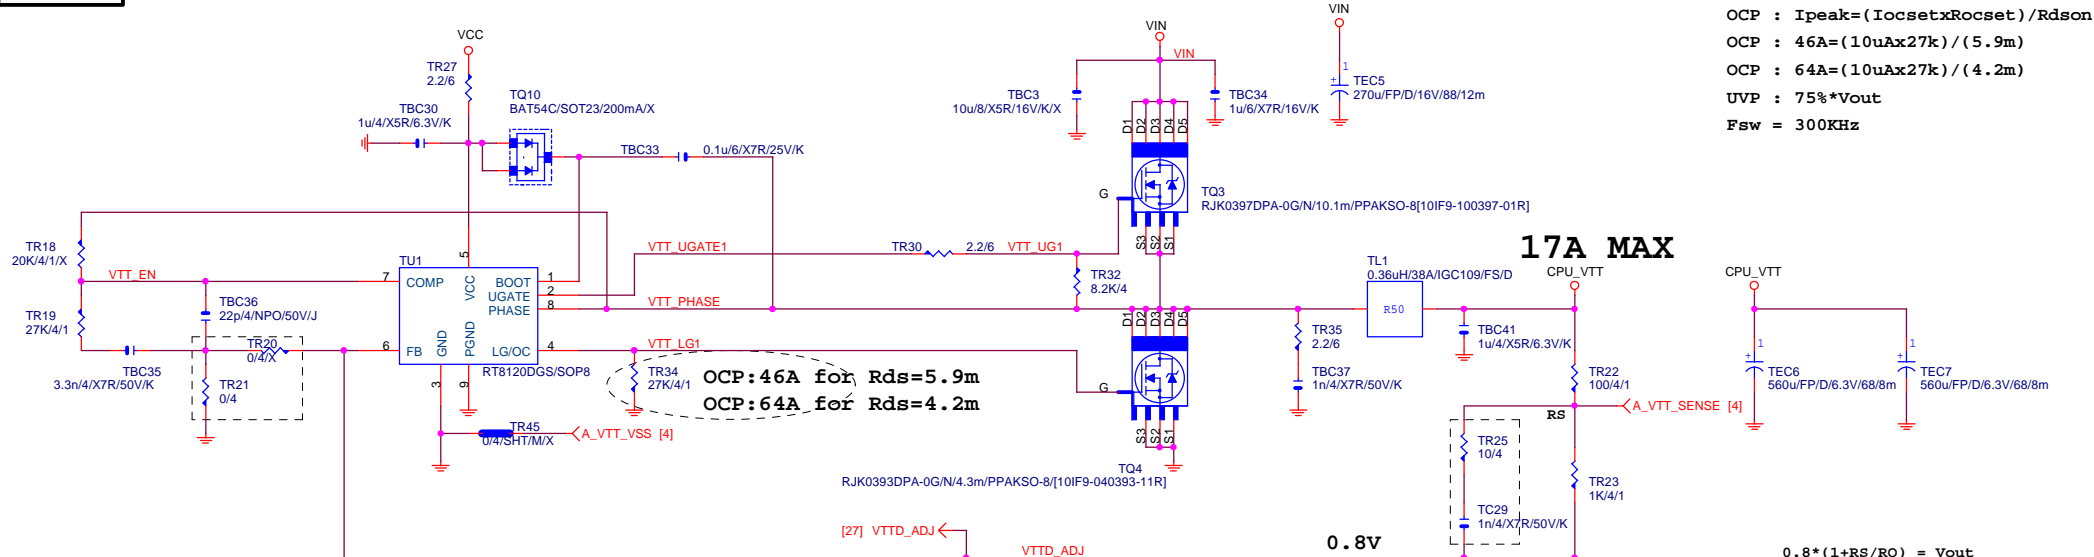 OCP : Ipeak=(IocsetxRocset)/Rdson
OCP : 46A=(10uAx27k)/(5.9m)
OCP : 64A=(10uAx27k)/(4.2m)
UVP : 75%*Vout
Fsw = 300KHz
VCC
TR27
2.2/6
TBC30
1u/4/X5R/6.3V/K
TQ10
BAT54C/SOT23/200mA/X
TBC33
0.1u/6/X7R/25V/K
VIN
VIN
TBC3
10u/8/X5R/16V/K/X
TBC34
1u/6/X7R/16V/K
VIN
1
+
TEC5
270u/FP/D/16V/88/12m
D1
D2
D3
D4
D5
G
S3
S2
S1
TQ3
RJK0397DPA-0G/N/10.1m/PPAKSO-8[10IF9-100397-01R]
TR18
20K/4/1/X
VTT_EN
TR19
27K/4/1
TBC36
22p/4/NPO/50V/J
TBC35
3.3n/4/X7R/50V/K
TR20
0/4/X
TR21
0/4
TU1
7
COMP
5
VCC
BOOT
1
UGATE
2
PHASE
8
6
FB
GND
PGND
LG/OC
4
3
9
RT8120DGS/SOP8
VTT_UGATE1
TR30
2.2/6
VTT_UG1
TR32
8.2K/4
VTT_PHASE
VTT_LG1
TR34
27K/4/1
OCP:46A for Rds=5.9m
OCP:64A for Rds=4.2m
TR45
0/4/SHT/M/X
A_VTT_VSS [4]
D1
D2
D3
D4
D5
G
S3
S2
S1
TQ4
RJK0393DPA-0G/N/4.3m/PPAKSO-8/[10IF9-040393-11R]
17A MAX
TL1
0.36uH/38A/IGC109/FS/D
R50
CPU_VTT
TR35
2.2/6
TBC37
1n/4/X7R/50V/K
TBC41
1u/4/X5R/6.3V/K
TR22
100/4/1
RS
A_VTT_SENSE [4]
TR25
10/4
TC29
1n/4/X7R/50V/K
TR23
1K/4/1
CPU_VTT
1
+
TEC6
560u/FP/D/6.3V/68/8m
1
+
TEC7
560u/FP/D/6.3V/68/8m
[27] VTTD_ADJ
VTTD_ADJ
0.8V
0.8*(1+RS/RO) = Vout